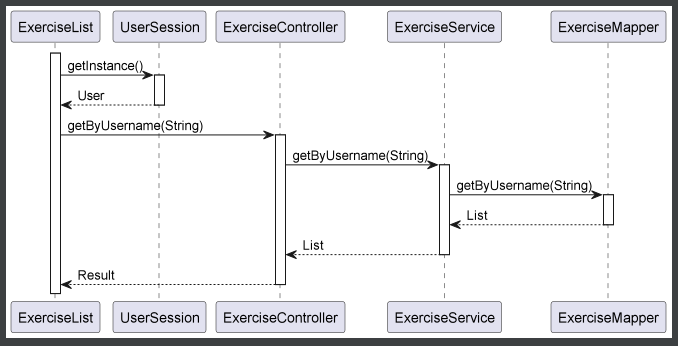 ExerciseList UserSession ExerciseController ExerciseService ExerciseMapper
getInstance()
User
getByUsername(String)
getByUsername(String)
getByUsername(String)
List
List
Result
ExerciseList UserSession ExerciseController ExerciseService ExerciseMapper